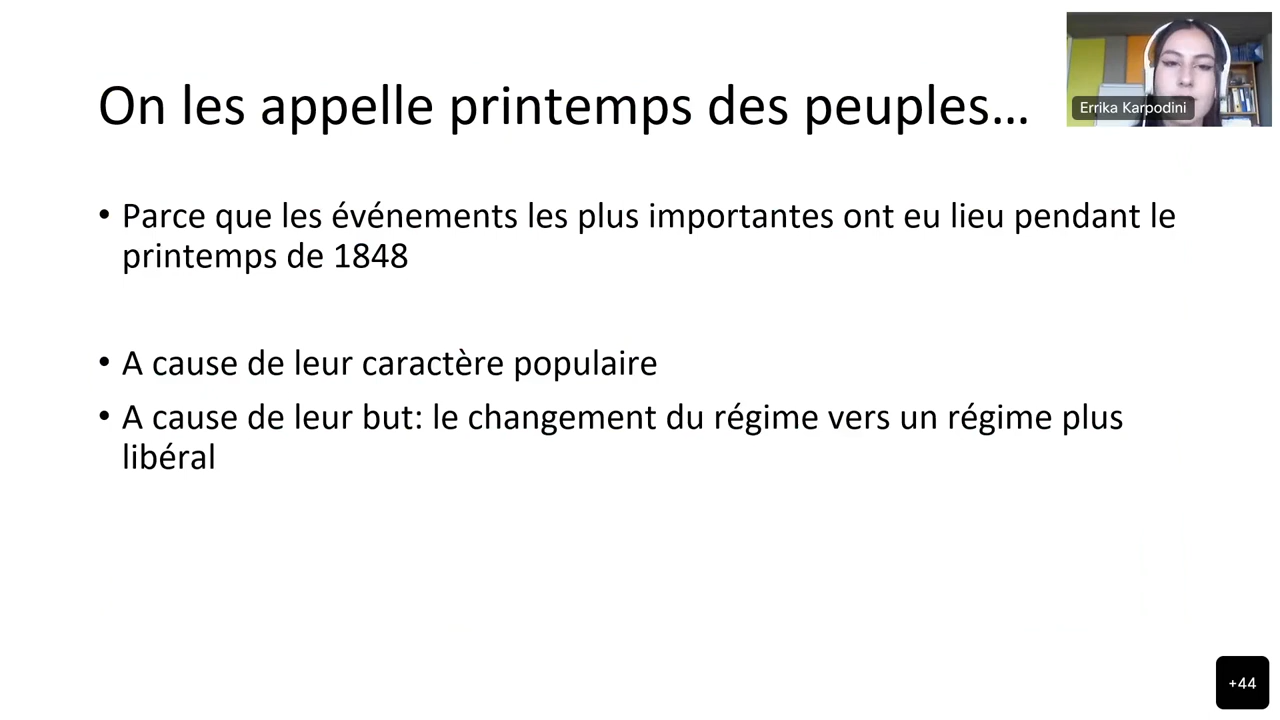 On les appelle printemps des peuples...
Errika Karpodini
• Parce que les événements les plus importantes ont eu lieu pendant le
printemps de 1848
• A cause de leur caractère populaire
• A cause de leur but: le changement du régime vers un régime plus
libéral
+44